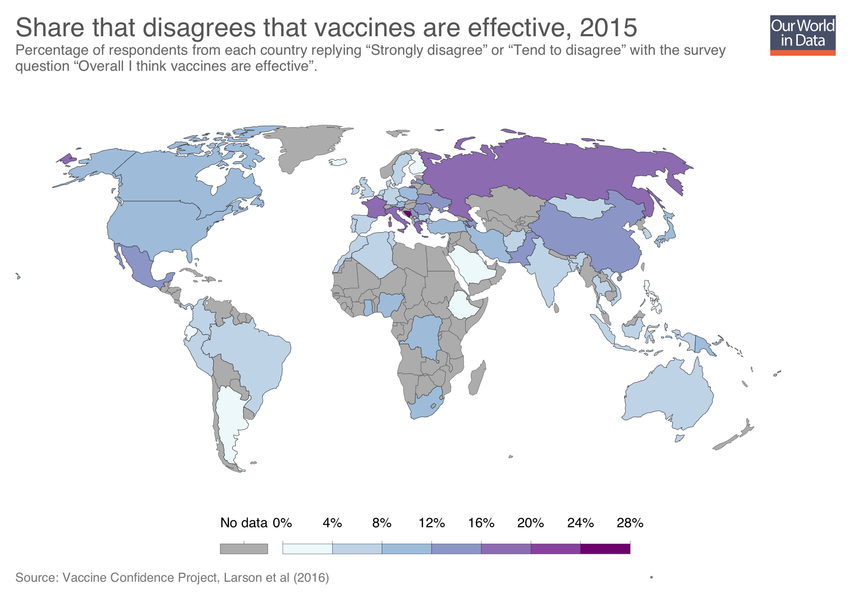 Share that disagrees that vaccines are effective, 2015
Our World
in Data
Percentage of respondents from each country replying “Strongly disagree” or “Tend to disagree” with the survey
question “Overall I think vaccines are effective”.
No data 0% 4% 8% 12% 16% 20% 24% 28%
Source: Vaccine Confidence Project, Larson et al (2016)